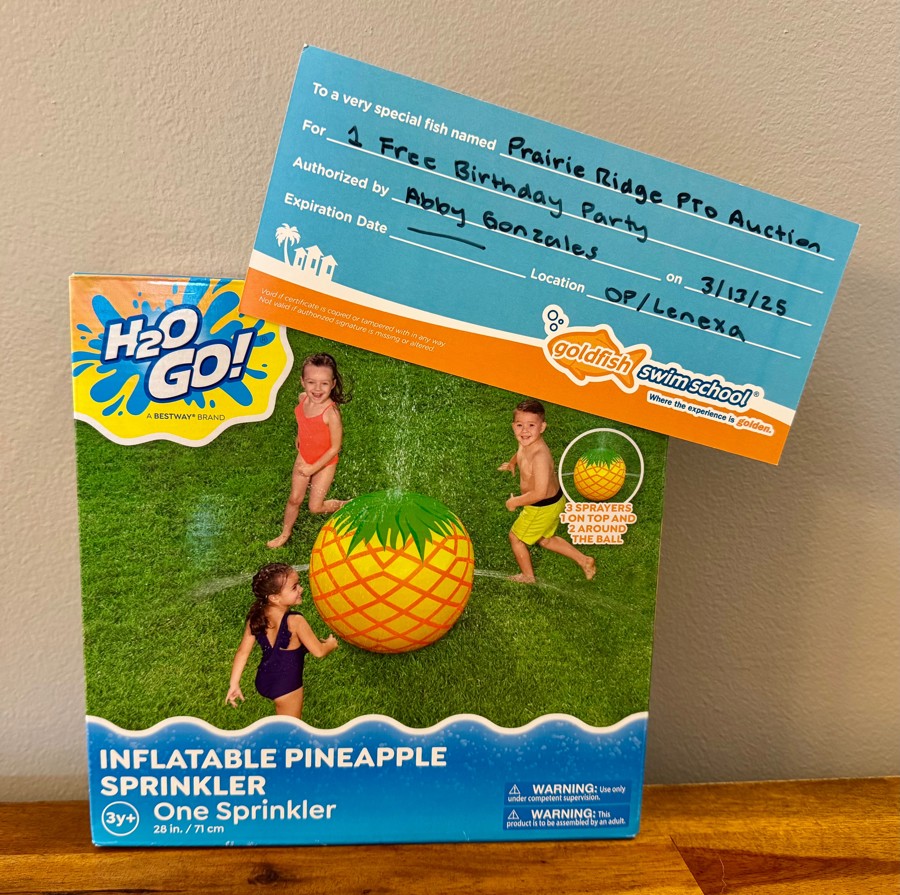 To a very special fish named Prairie Ridge PTO Auction
For 1 Free Birthday Party
Authorized by Abby Gonzales on 3/13/25
Expiration Date — Location OP/Lenexa
Void if certificate is copied or tampered with in any way.
Not valid if authorized signature is missing or altered.
goldfish swim school®
Where the experience is golden.
H2O
GO!
A BESTWAY® BRAND
3 SPRAYERS
1 ON TOP AND
2 AROUND
THE BALL
INFLATABLE PINEAPPLE
SPRINKLER
3y+
One Sprinkler
28 in. / 71 cm
WARNING: Use only
under competent supervision.
WARNING: This
product is to be assembled by an adult.